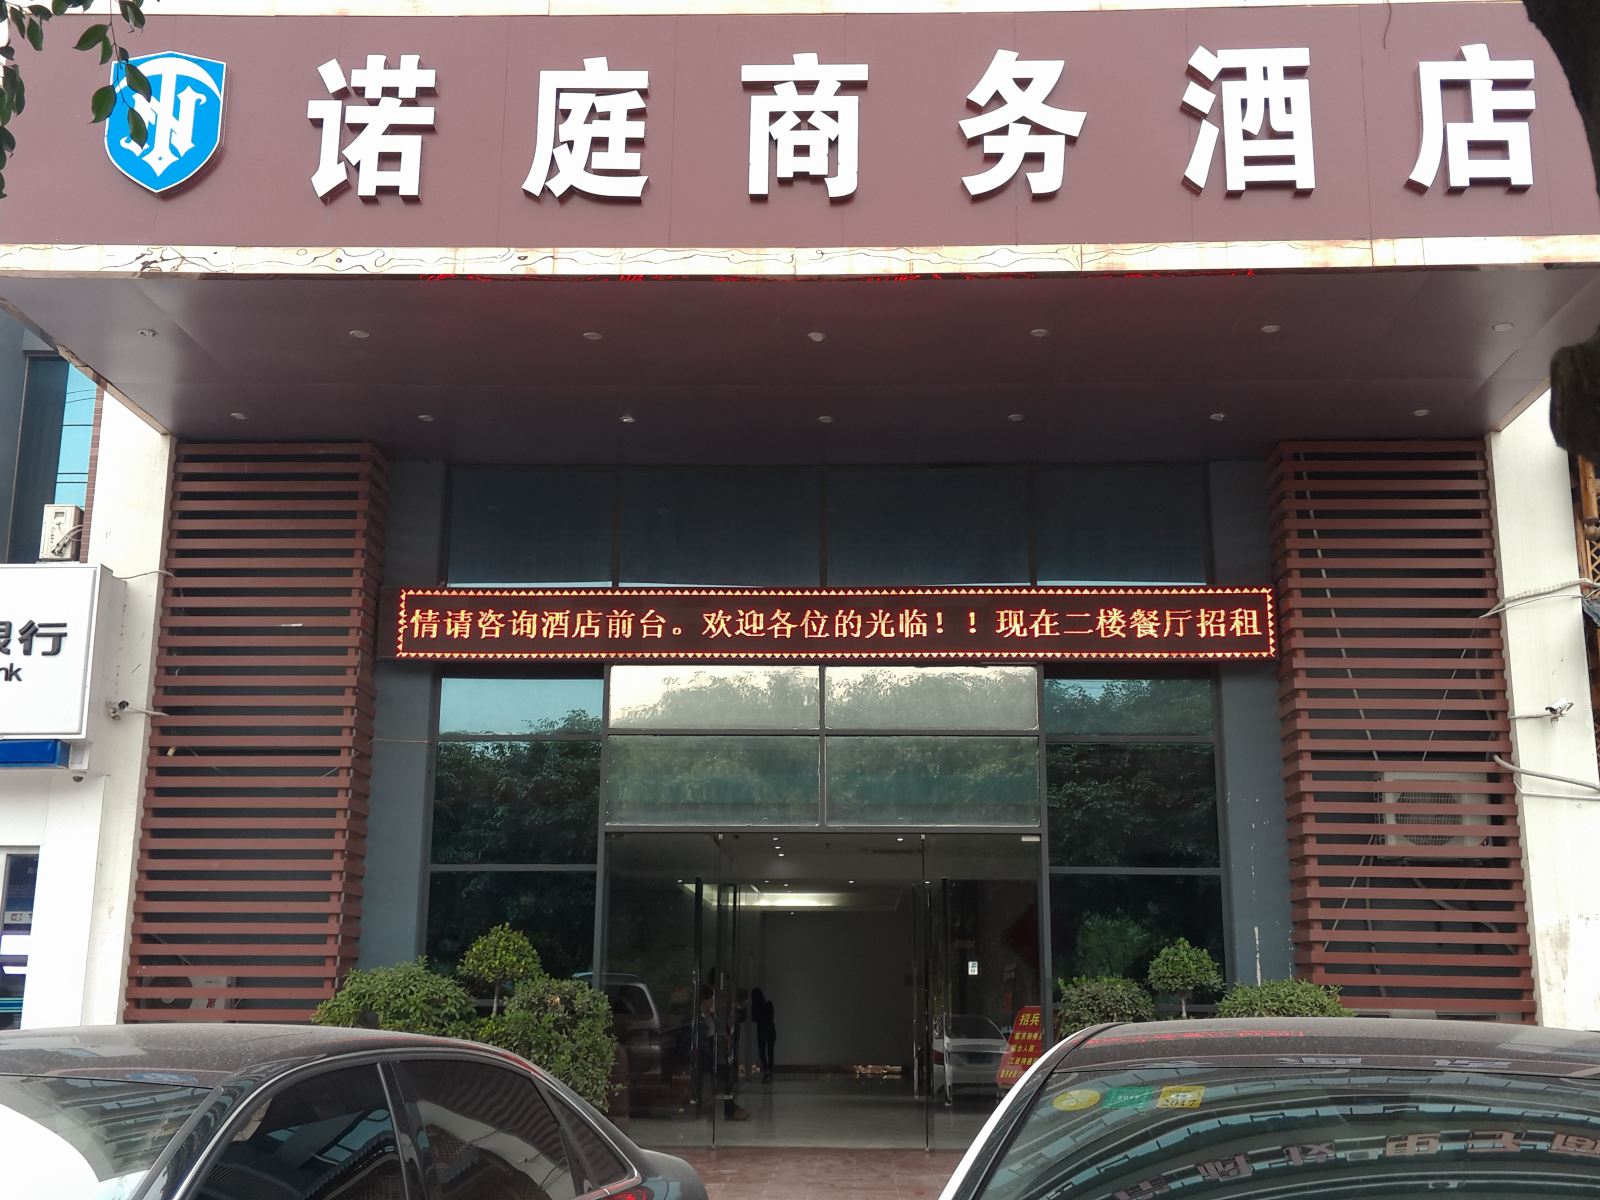 诺庭商务酒店
情请咨询酒店前台。欢迎各位的光临！！现在二楼餐厅招租
银行
nk
招兵
2017